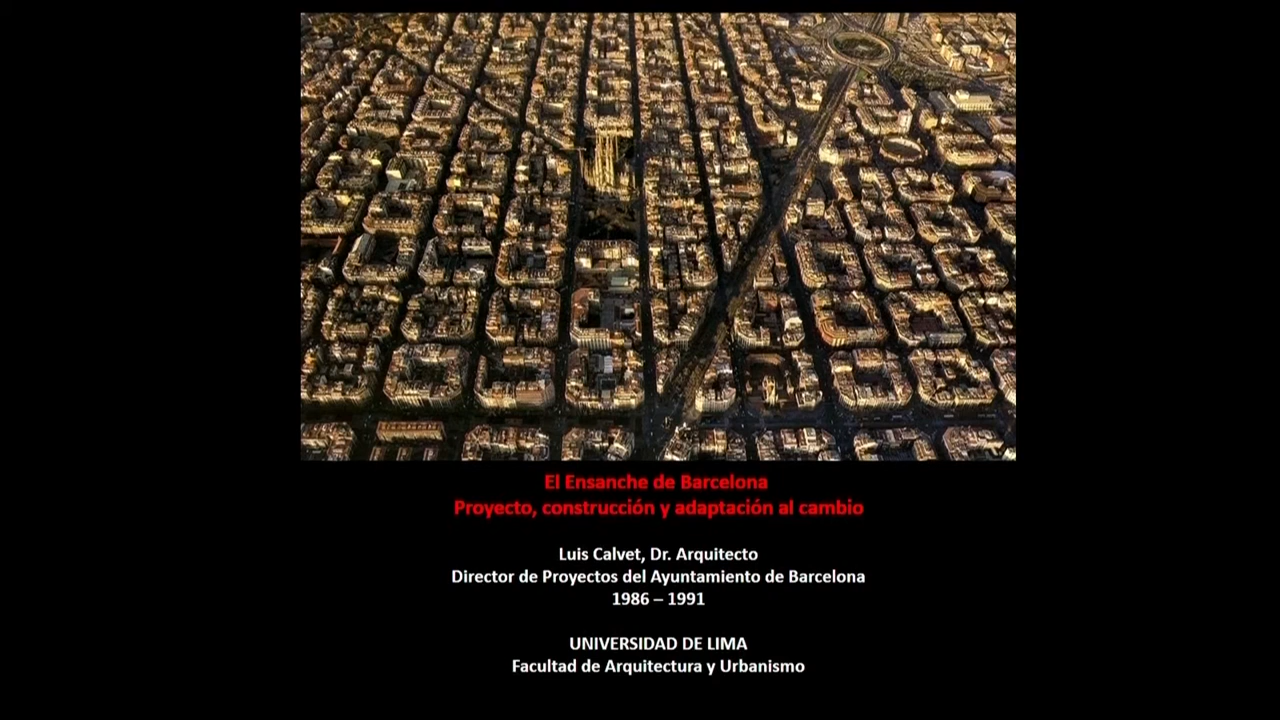 El Ensanche de Barcelona
Proyecto, construcción y adaptación al cambio
Luis Calvet, Dr. Arquitecto
Director de Proyectos del Ayuntamiento de Barcelona
1986 – 1991
UNIVERSIDAD DE LIMA
Facultad de Arquitectura y Urbanismo